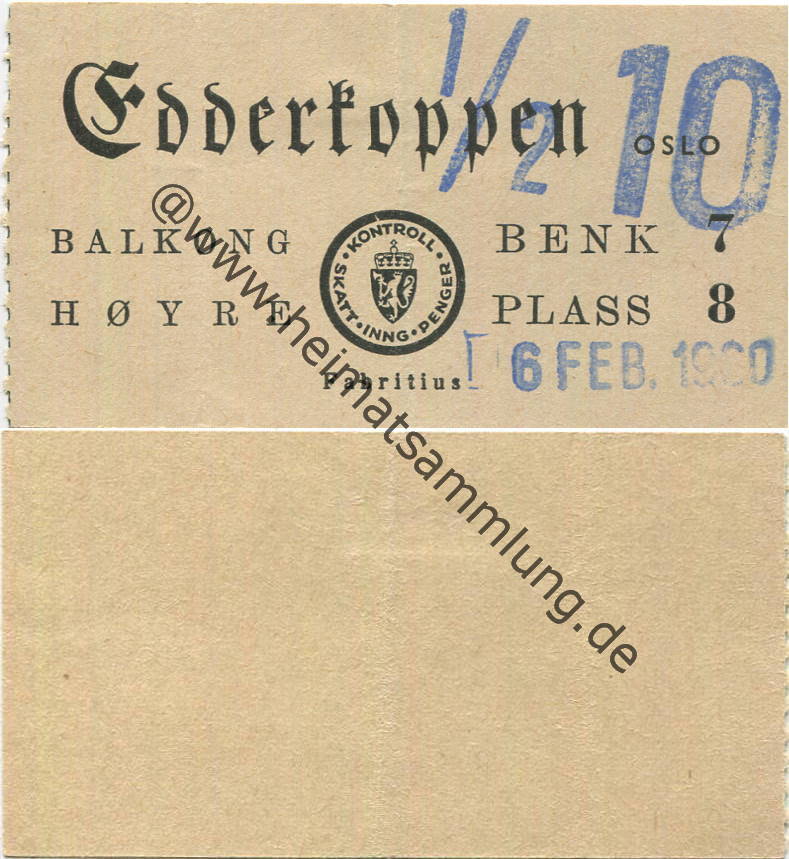 Edderkoppen OSLO
1/2 10
BALKONG
HØYRE
KONTROLL • SKATT • INNG • PENGER •
BENK 7
PLASS 8
Fabritius
6 FEB. 1960
@www.heimatsammlung.de